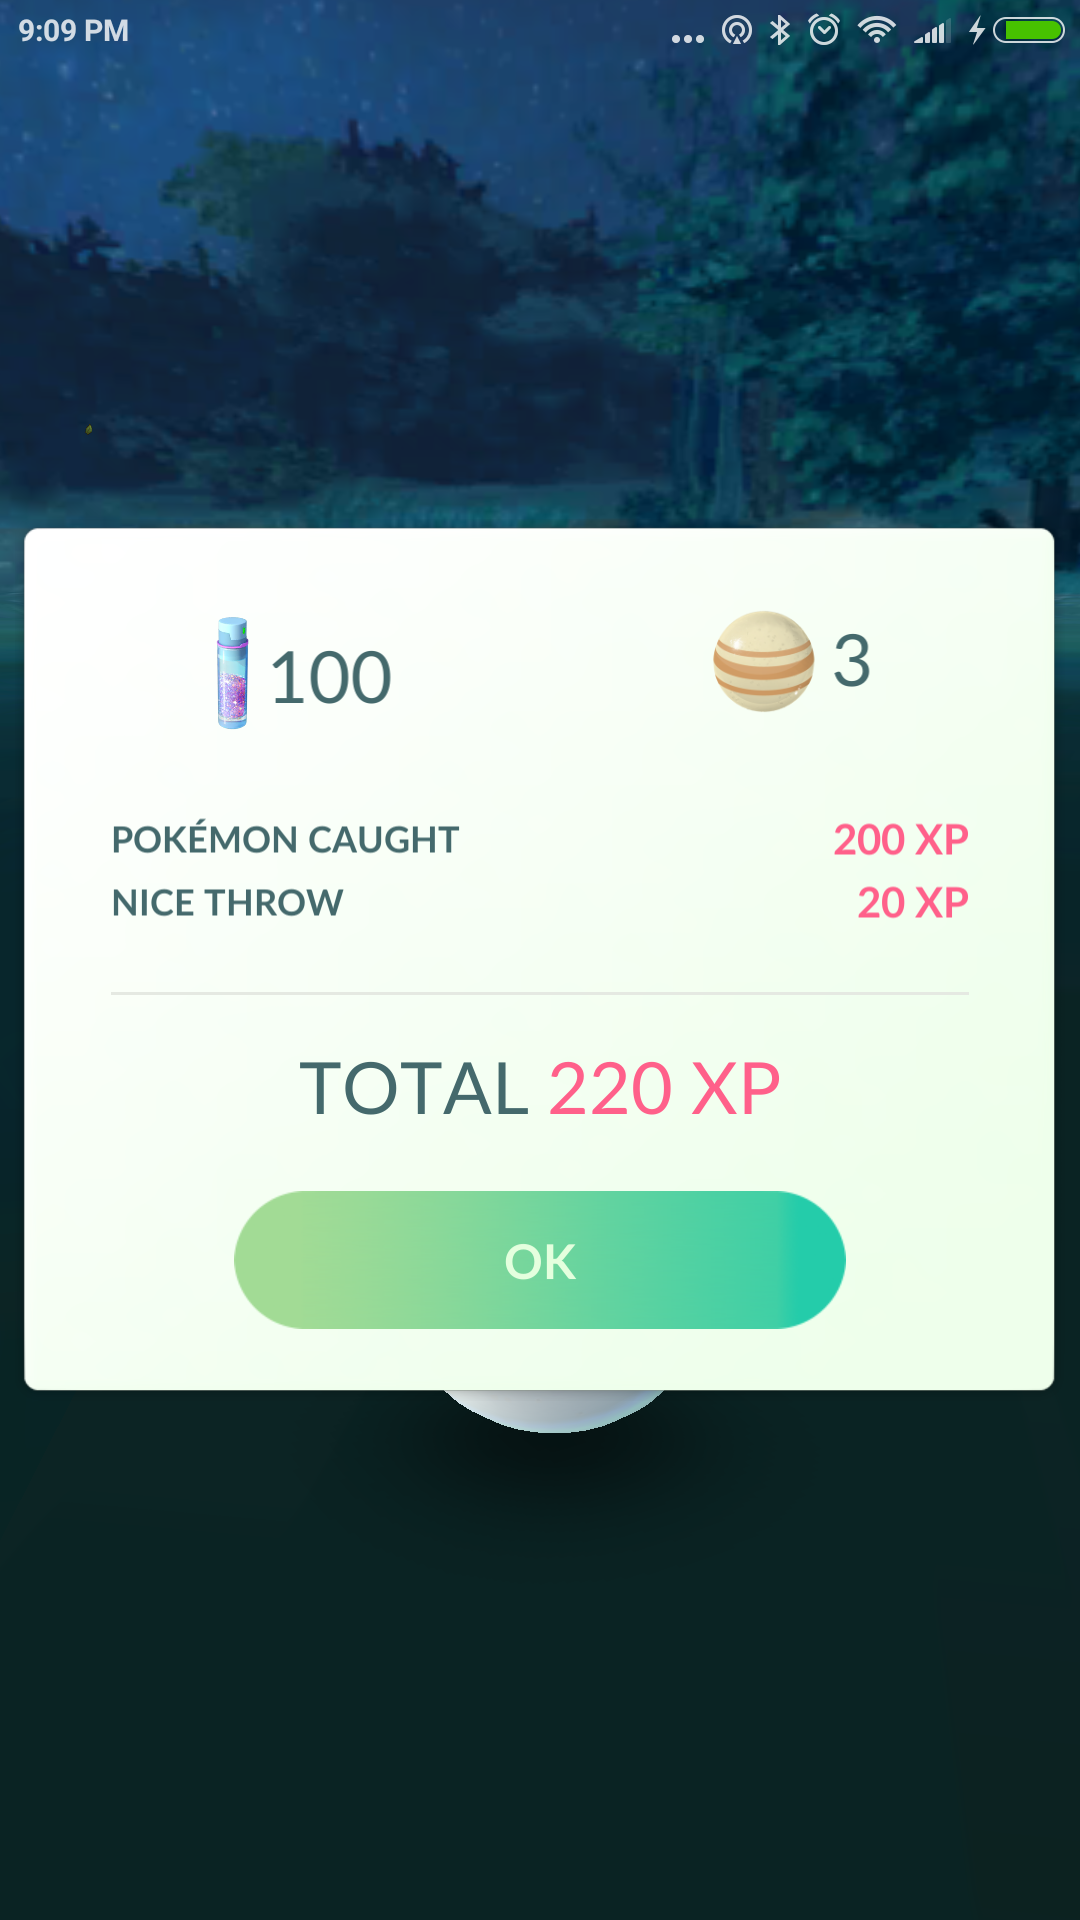 9:09 PM
100
3
POKÉMON CAUGHT 200 XP
NICE THROW 20 XP
TOTAL 220 XP
OK